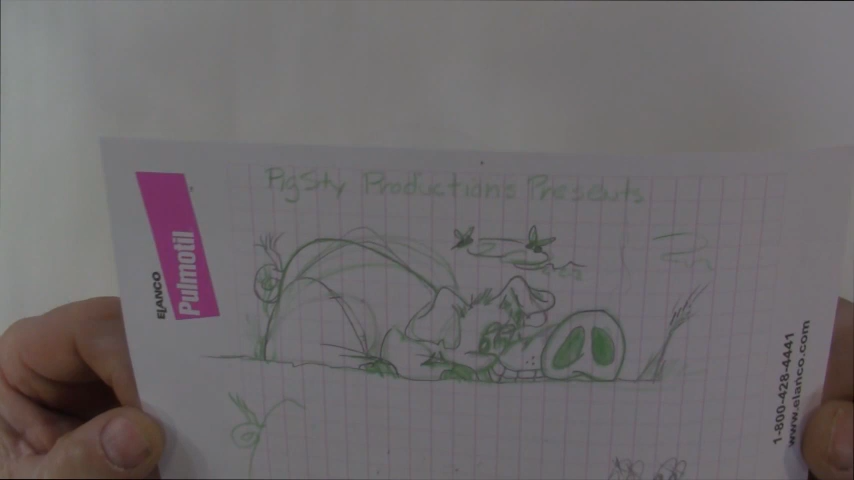 PigSty Productions Presents
ELANCO
Pulmotil
1-800-428-4441
www.elanco.com